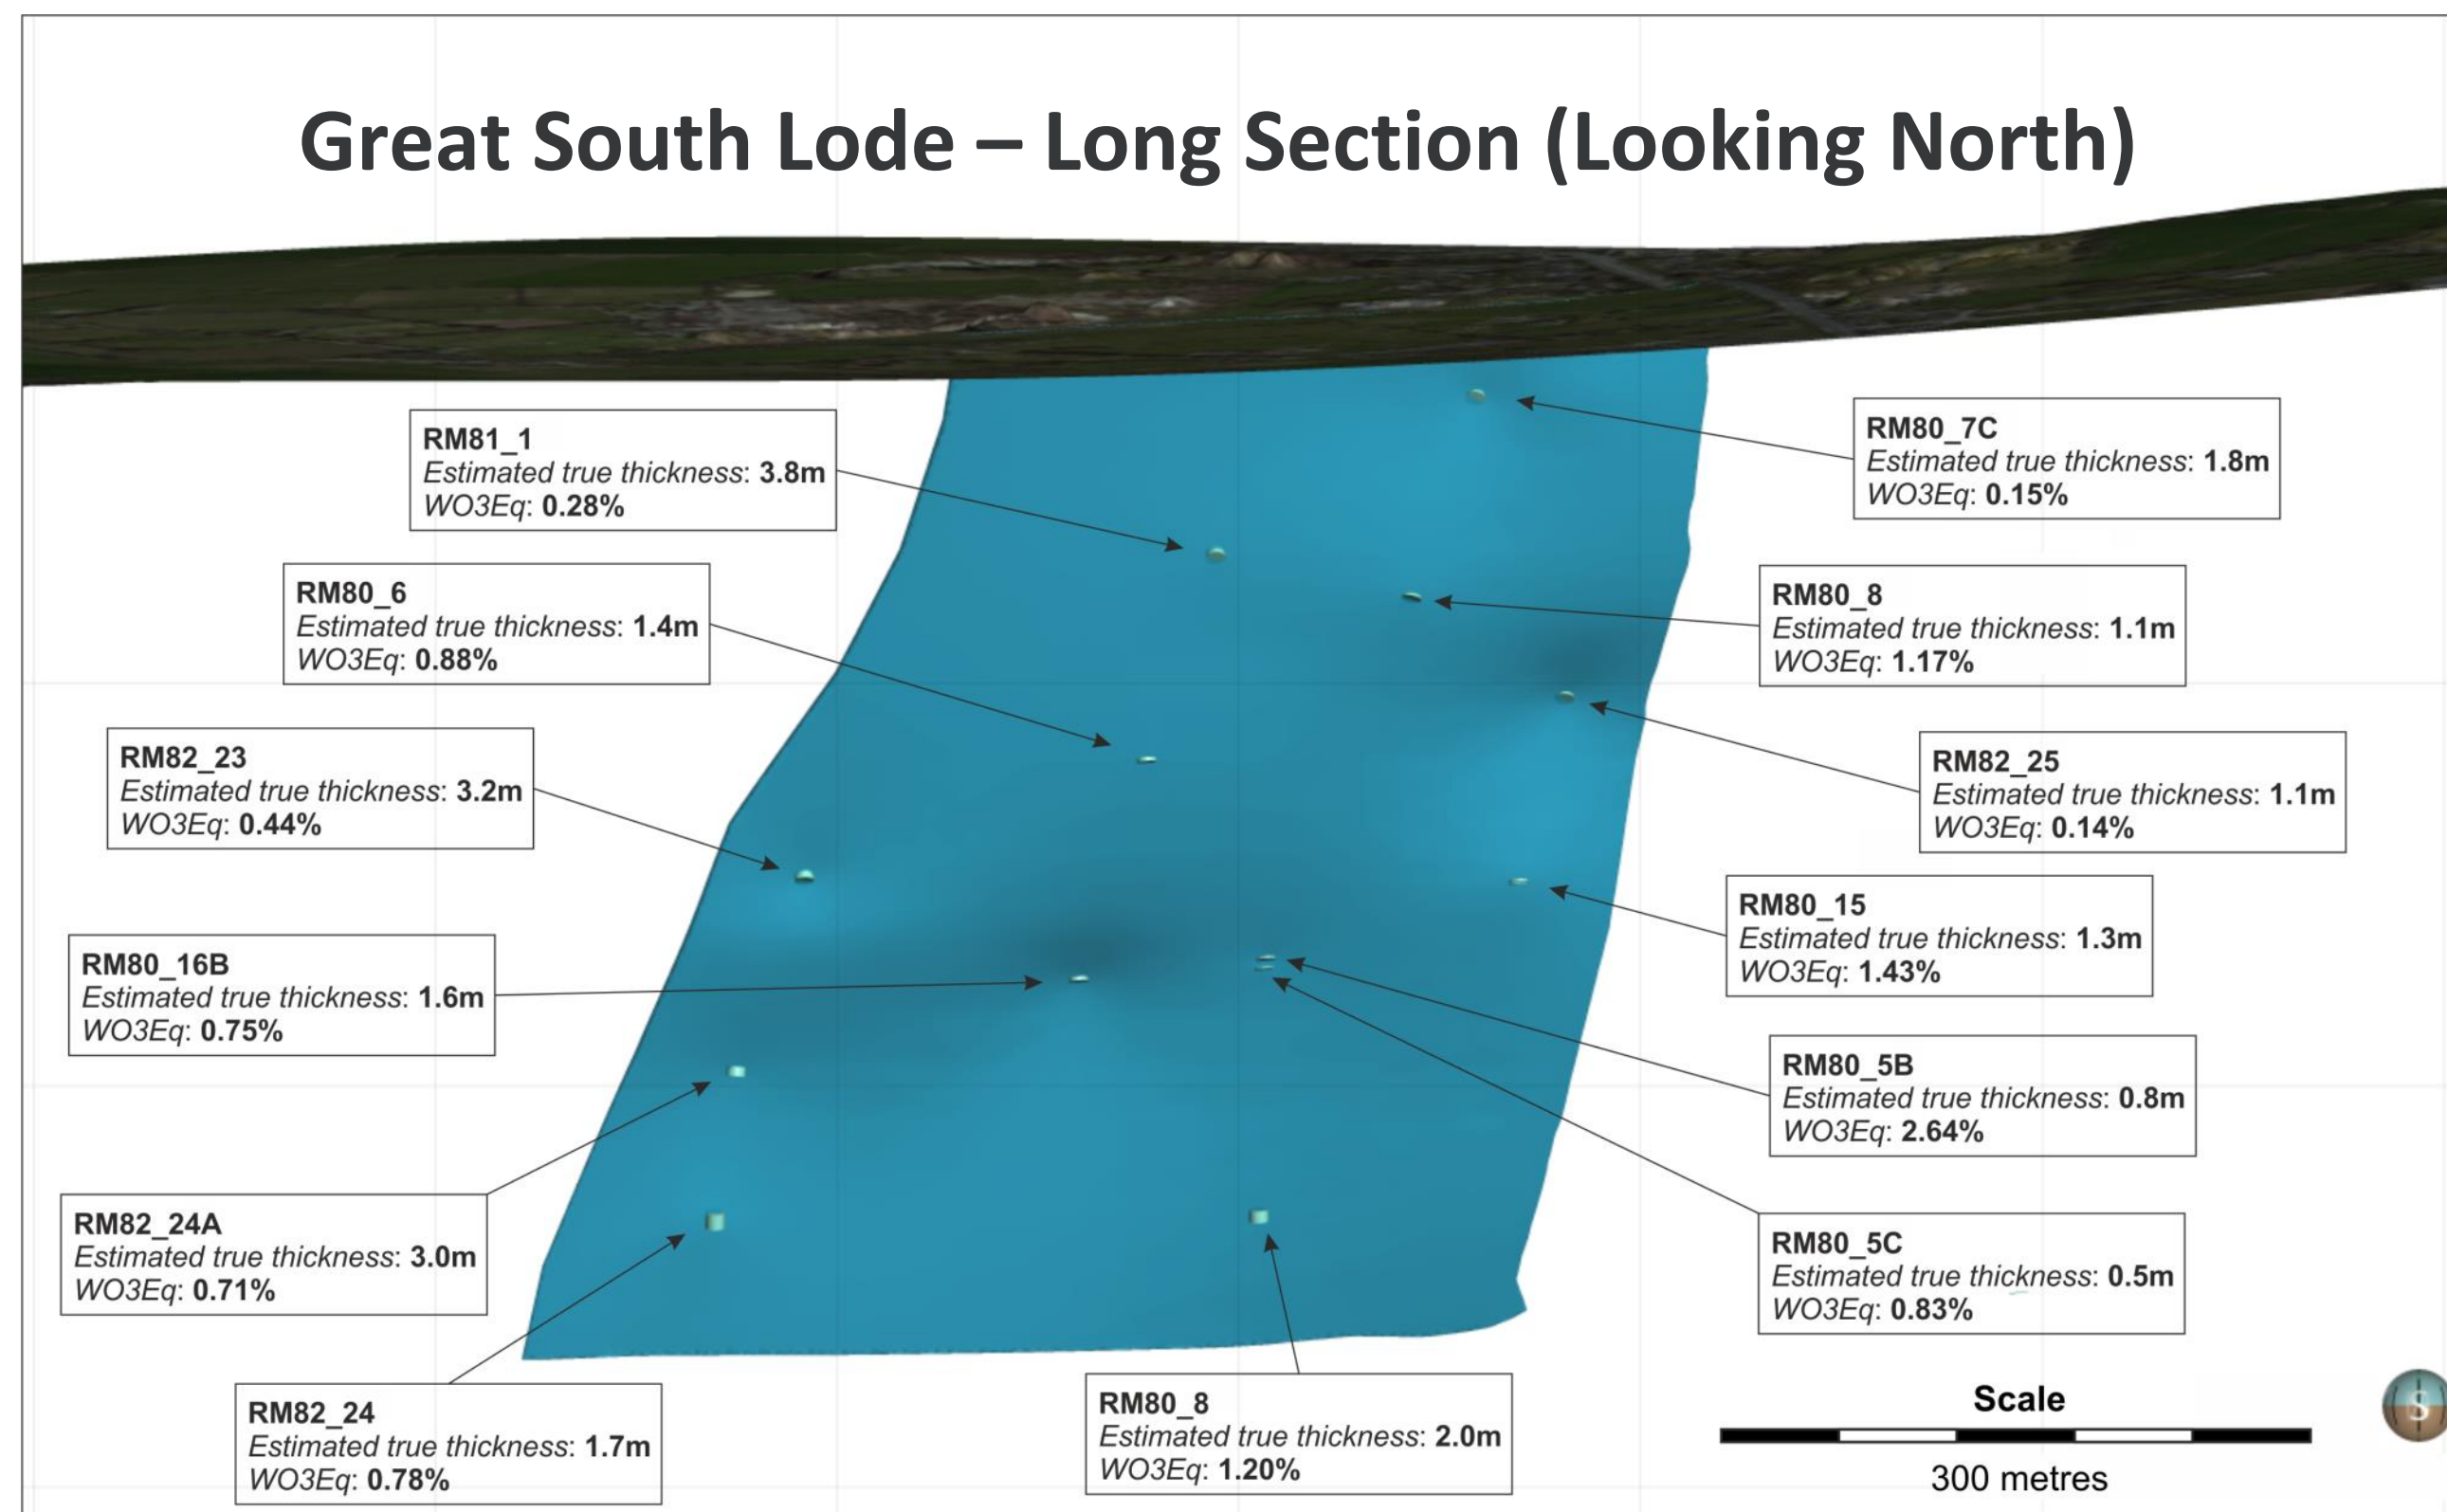 Great South Lode – Long Section (Looking North)
RM81_1
Estimated true thickness: 3.8m
WO3Eq: 0.28%
RM80_7C
Estimated true thickness: 1.8m
WO3Eq: 0.15%
RM80_6
Estimated true thickness: 1.4m
WO3Eq: 0.88%
RM80_8
Estimated true thickness: 1.1m
WO3Eq: 1.17%
RM82_23
Estimated true thickness: 3.2m
WO3Eq: 0.44%
RM82_25
Estimated true thickness: 1.1m
WO3Eq: 0.14%
RM80_15
Estimated true thickness: 1.3m
WO3Eq: 1.43%
RM80_16B
Estimated true thickness: 1.6m
WO3Eq: 0.75%
RM80_5B
Estimated true thickness: 0.8m
WO3Eq: 2.64%
RM82_24A
Estimated true thickness: 3.0m
WO3Eq: 0.71%
RM80_5C
Estimated true thickness: 0.5m
WO3Eq: 0.83%
RM82_24
Estimated true thickness: 1.7m
WO3Eq: 0.78%
RM80_8
Estimated true thickness: 2.0m
WO3Eq: 1.20%
Scale
300 metres
S